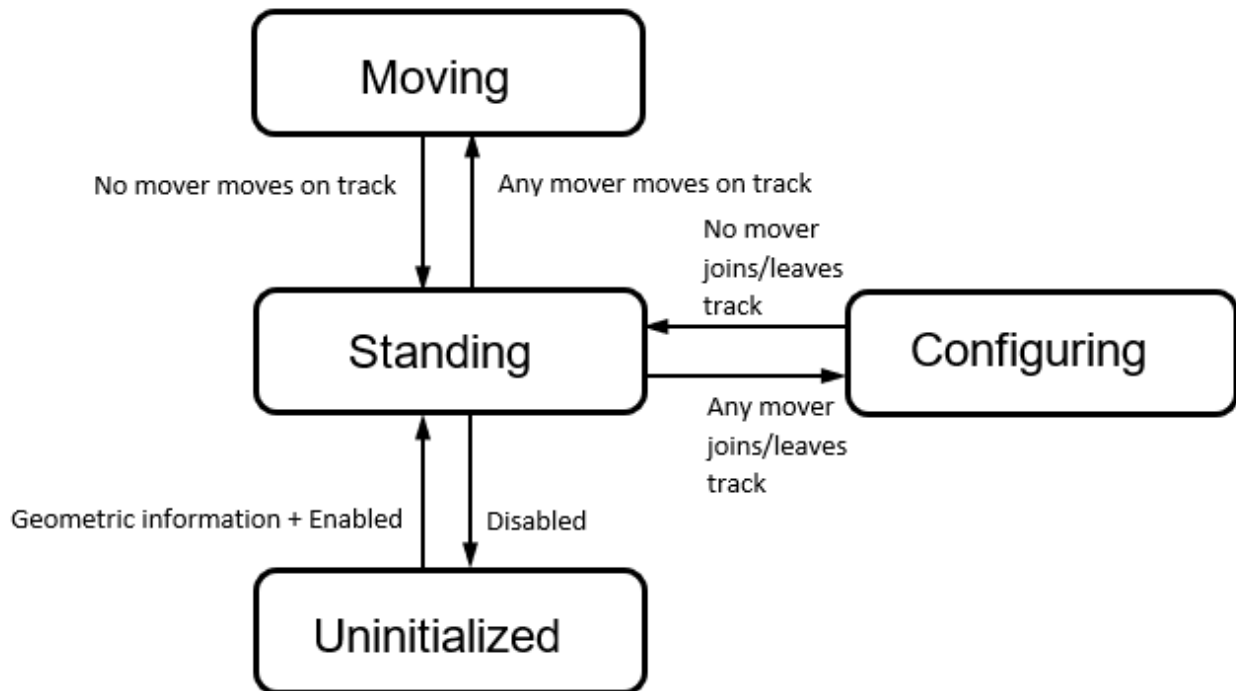 Moving
No mover moves on track
Any mover moves on track
No mover
joins/leaves
track
Standing
Configuring
Any mover
joins/leaves
track
Geometric information + Enabled
Disabled
Uninitialized